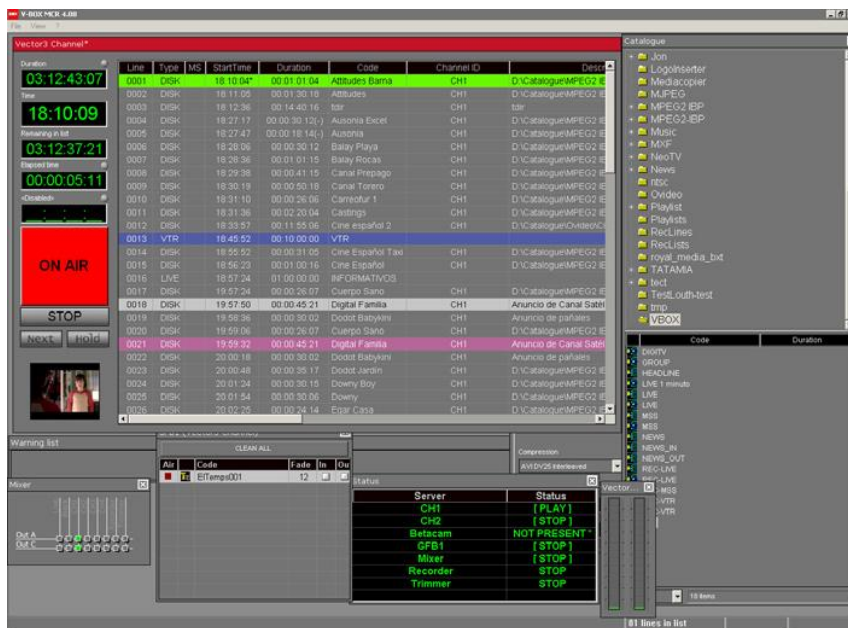 V-BOX MCR 4.08
File View ?
Vector3 Channel*
Duration
03:12:43:07
Time
18:10:09
Remaining in list
03:12:37:21
Elapsed time
00:00:05:11
<Disabled>
ON AIR
STOP
Next Hold
Line Type MS StartTime Duration Code Channel ID Descr
0001 DISK 18:10:04* 00:01:01:04 Attitudes Barna CH1 D:\Catalogue\MPEG2 IE
0002 DISK 18:11:05 00:01:30:18 Attitudes CH1 D:\Catalogue\MPEG2 IE
0003 DISK 18:12:36 00:14:40:16 tdir CH1 tdir
0004 DISK 18:27:17 00:00:30:12(-) Ausonia Excel CH1 D:\Catalogue\MPEG2 IE
0005 DISK 18:27:47 00:00:18:14(-) Ausonia CH1 D:\Catalogue\MPEG2 IE
0006 DISK 18:28:06 00:00:30:12 Balay Playa CH1 D:\Catalogue\MPEG2 IE
0007 DISK 18:28:36 00:01:01:15 Balay Rocas CH1 D:\Catalogue\MPEG2 IE
0008 DISK 18:29:38 00:00:41:15 Canal Prepago CH1 D:\Catalogue\MPEG2 IE
0009 DISK 18:30:19 00:00:50:18 Canal Torero CH1 D:\Catalogue\MPEG2 IE
0010 DISK 18:31:10 00:00:26:06 Carreofur 1 CH1 D:\Catalogue\MPEG2 IE
0011 DISK 18:31:36 00:02:20:04 Castings CH1 D:\Catalogue\MPEG2 IE
0012 DISK 18:33:57 00:11:55:06 Cine español 2 CH1 D:\Catalogue\Ovideo\C
0013 VTR 18:45:52 00:10:00:00 VTR
0014 DISK 18:55:52 00:00:31:05 Cine Español Taxi CH1 D:\Catalogue\MPEG2 IE
0015 DISK 18:56:23 00:01:00:16 Cine Español CH1 D:\Catalogue\MPEG2 IE
0016 LIVE 18:57:24 01:00:00:00 INFORMATIVOS
0017 DISK 19:57:24 00:00:26:07 Cuerpo Sano CH1 D:\Catalogue\MPEG2 IE
0018 DISK 19:57:50 00:00:45:21 Digital Familia CH1 Anuncio de Canal Satél
0019 DISK 19:58:36 00:00:30:02 Dodot Babykini CH1 Anuncio de pañales
0020 DISK 19:59:06 00:00:26:07 Cuerpo Sano CH1 D:\Catalogue\MPEG2 IE
0021 DISK 19:59:32 00:00:45:21 Digital Familia CH1 Anuncio de Canal Satél
0022 DISK 20:00:18 00:00:30:02 Dodot Babykini CH1 Anuncio de pañales
0023 DISK 20:00:48 00:00:35:17 Dodot Jardin CH1 D:\Catalogue\MPEG2 IE
0024 DISK 20:01:24 00:00:30:15 Downy Boy CH1 D:\Catalogue\MPEG2 IE
0025 DISK 20:01:54 00:00:30:06 Downy CH1 D:\Catalogue\MPEG2 IE
0026 DISK 20:02:25 00:00:24:14 Egar Casa CH1 D:\Catalogue\MPEG2 IE
Catalogue
Jon
LogoInserter
Mediacopier
MJPEG
MPEG2 IBP
MPEG2-IBP
Music
MXF
NeoTV
News
ntsc
Ovideo
Playlist
Playlists
RecLines
RecLists
royal_media_bxt
TATAMIA
tect
TestLouth-test
tmp
VBOX
Code Duration
DIGITV
GROUP
HEADLINE
LIVE 1 minuto
LIVE
LIVE
MSS
MSS
NEWS
NEWS_IN
NEWS_OUT
REC-LIVE
REC-LIVE
-MSS
-VTR
-VTR
18 items
81 lines in list
Warning list
Mixer
Out A
Out C
CLEAN ALL
Air Code Fade In Ou
ElTemps001 12
Compression
AVI DV25 Interleaved
Status
Server Status
CH1 [ PLAY ]
CH2 [ STOP ]
Betacam NOT PRESENT *
GFB1 [ STOP ]
Mixer [ STOP ]
Recorder STOP
Trimmer STOP
Vector...